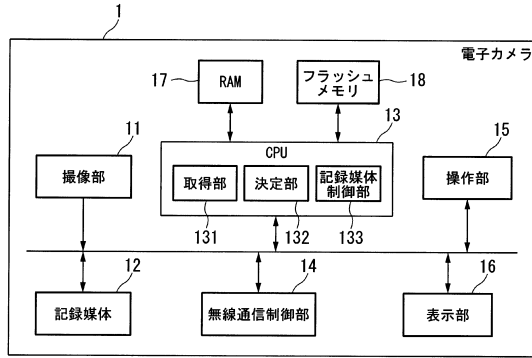 1
電子カメラ
17
RAM
フラッシュ
メモリ
18
13
11
CPU
15
撮像部
取得部
決定部
記録媒体
制御部
操作部
131
132
133
12
14
16
記録媒体
無線通信制御部
表示部